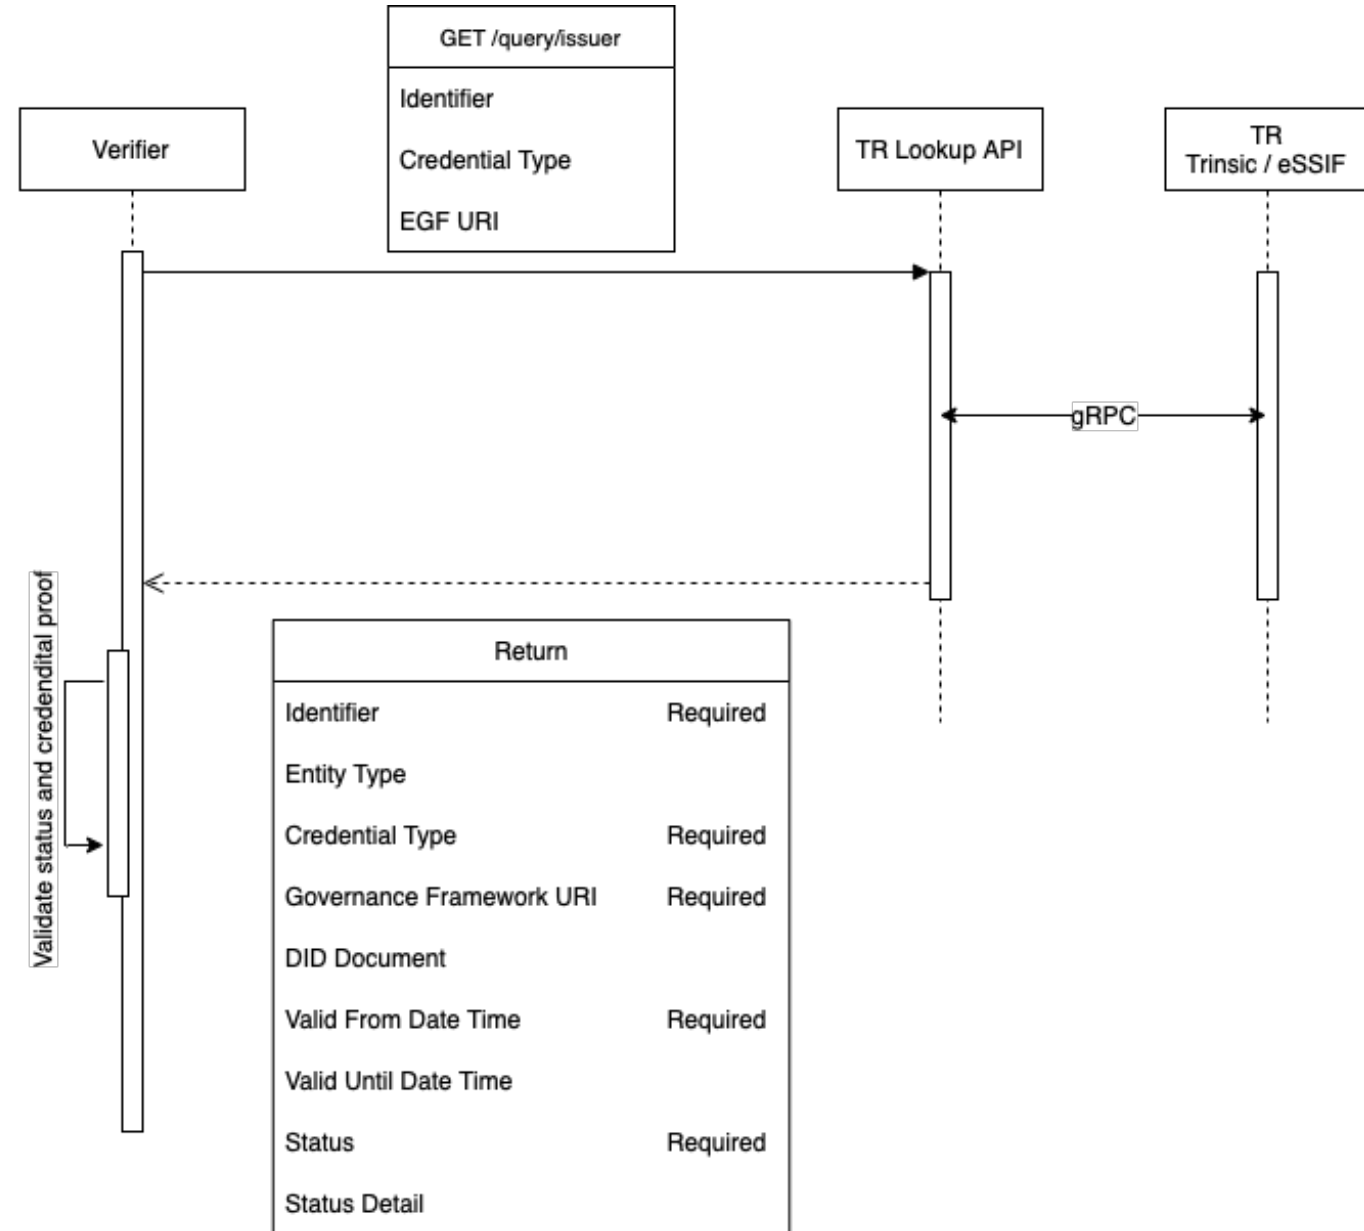 GET /query/issuer
Identifier
Credential Type
EGF URI
Verifier
TR Lookup API
TR
Trinsic / eSSIF
gRPC
Validate status and credendital proof
Return
Identifier Required
Entity Type
Credential Type Required
Governance Framework URI Required
DID Document
Valid From Date Time Required
Valid Until Date Time
Status Required
Status Detail